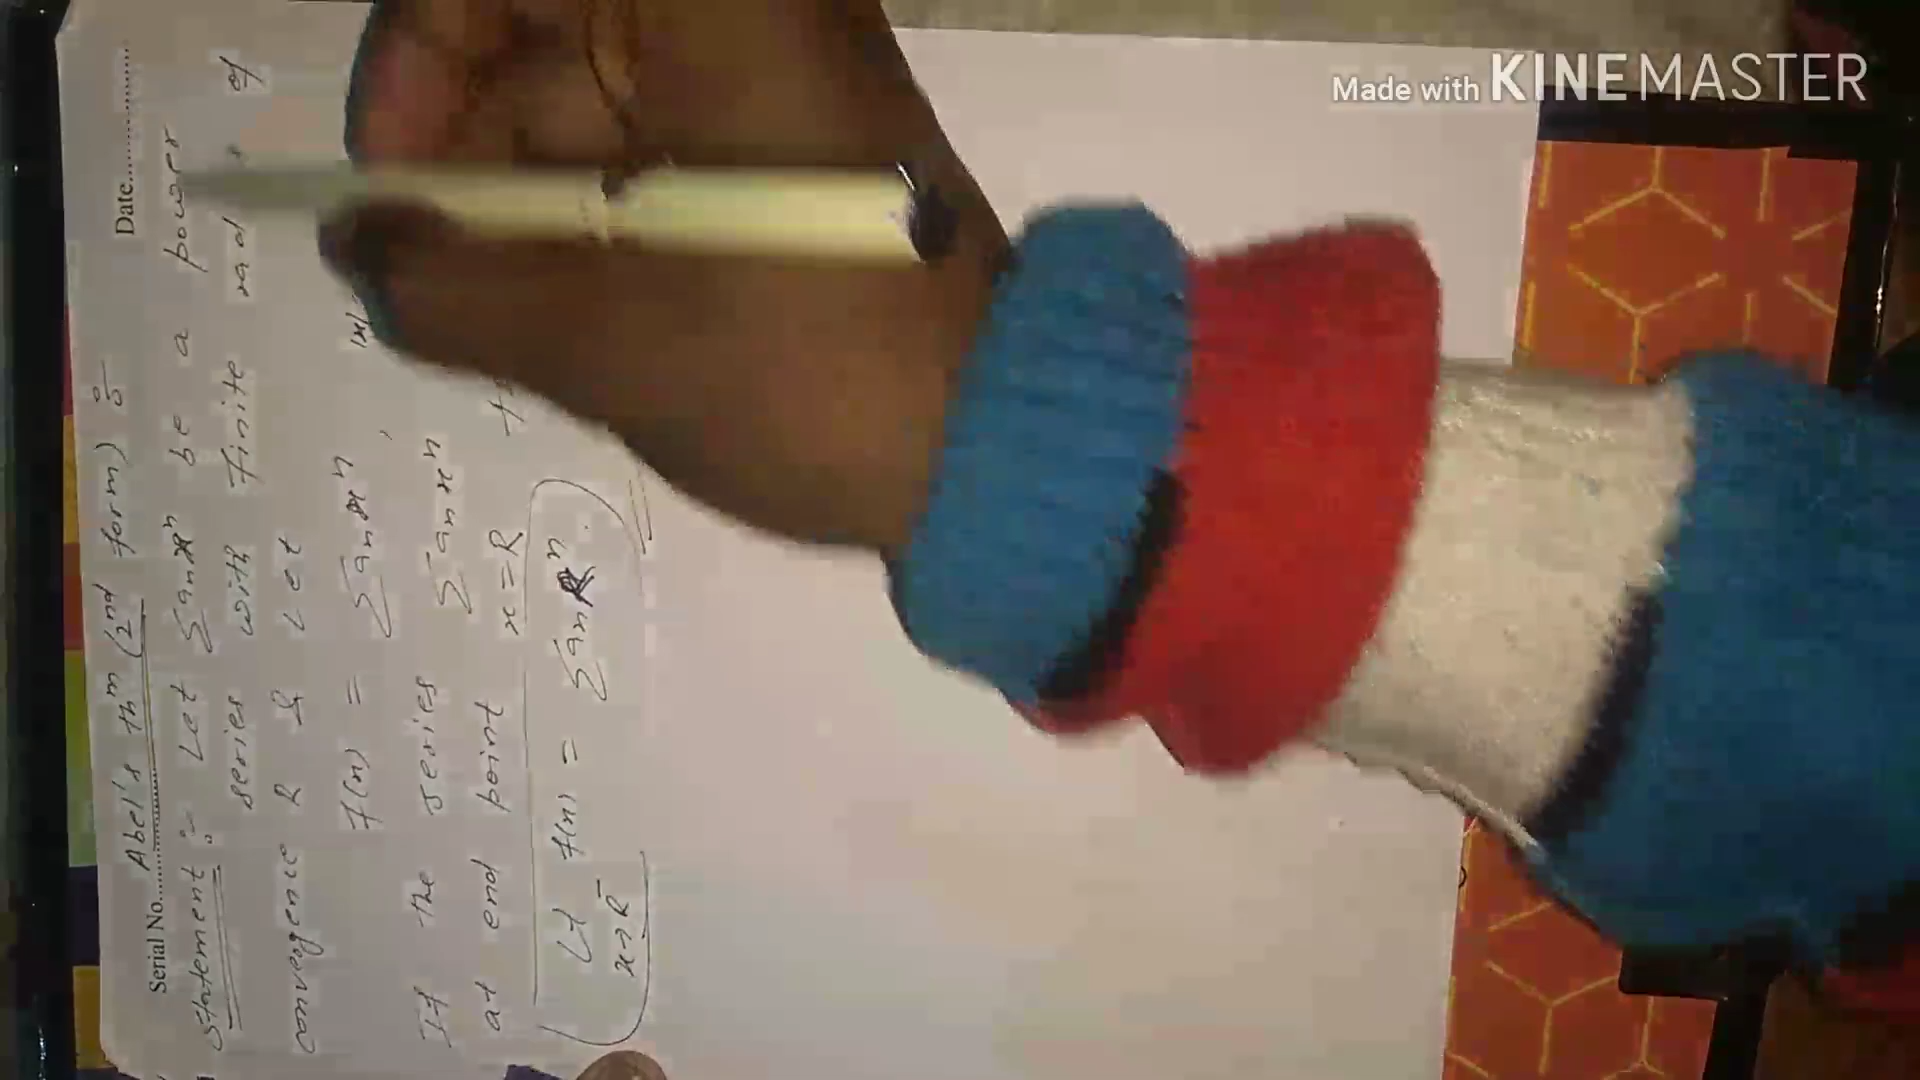 Made with KINEMASTER
Date..............
Serial No.....Abel's thm (2nd form) :-
Statement :- Let Σanxn be a power
series with finite rad of
convergence R & Let
f(x) = Σanxn , |x|
If the series Σanxn
at end point x=R
Lt f(x) = ΣanRn .
x→R-